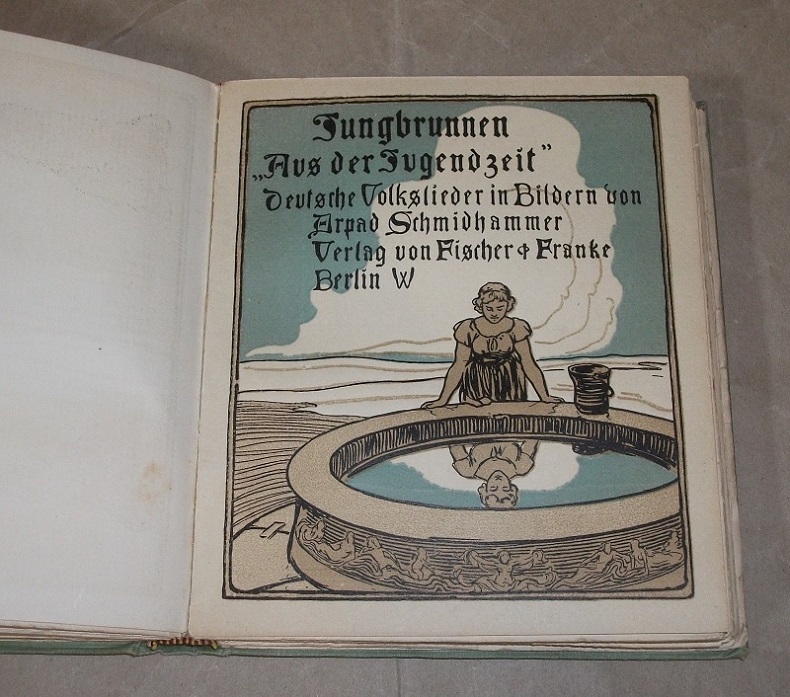 Jungbrunnen
„Aus der Jugendzeit"
Deutsche Volkslieder in Bildern von
Arpad Schmidhammer
Verlag von Fischer & Franke
Berlin W